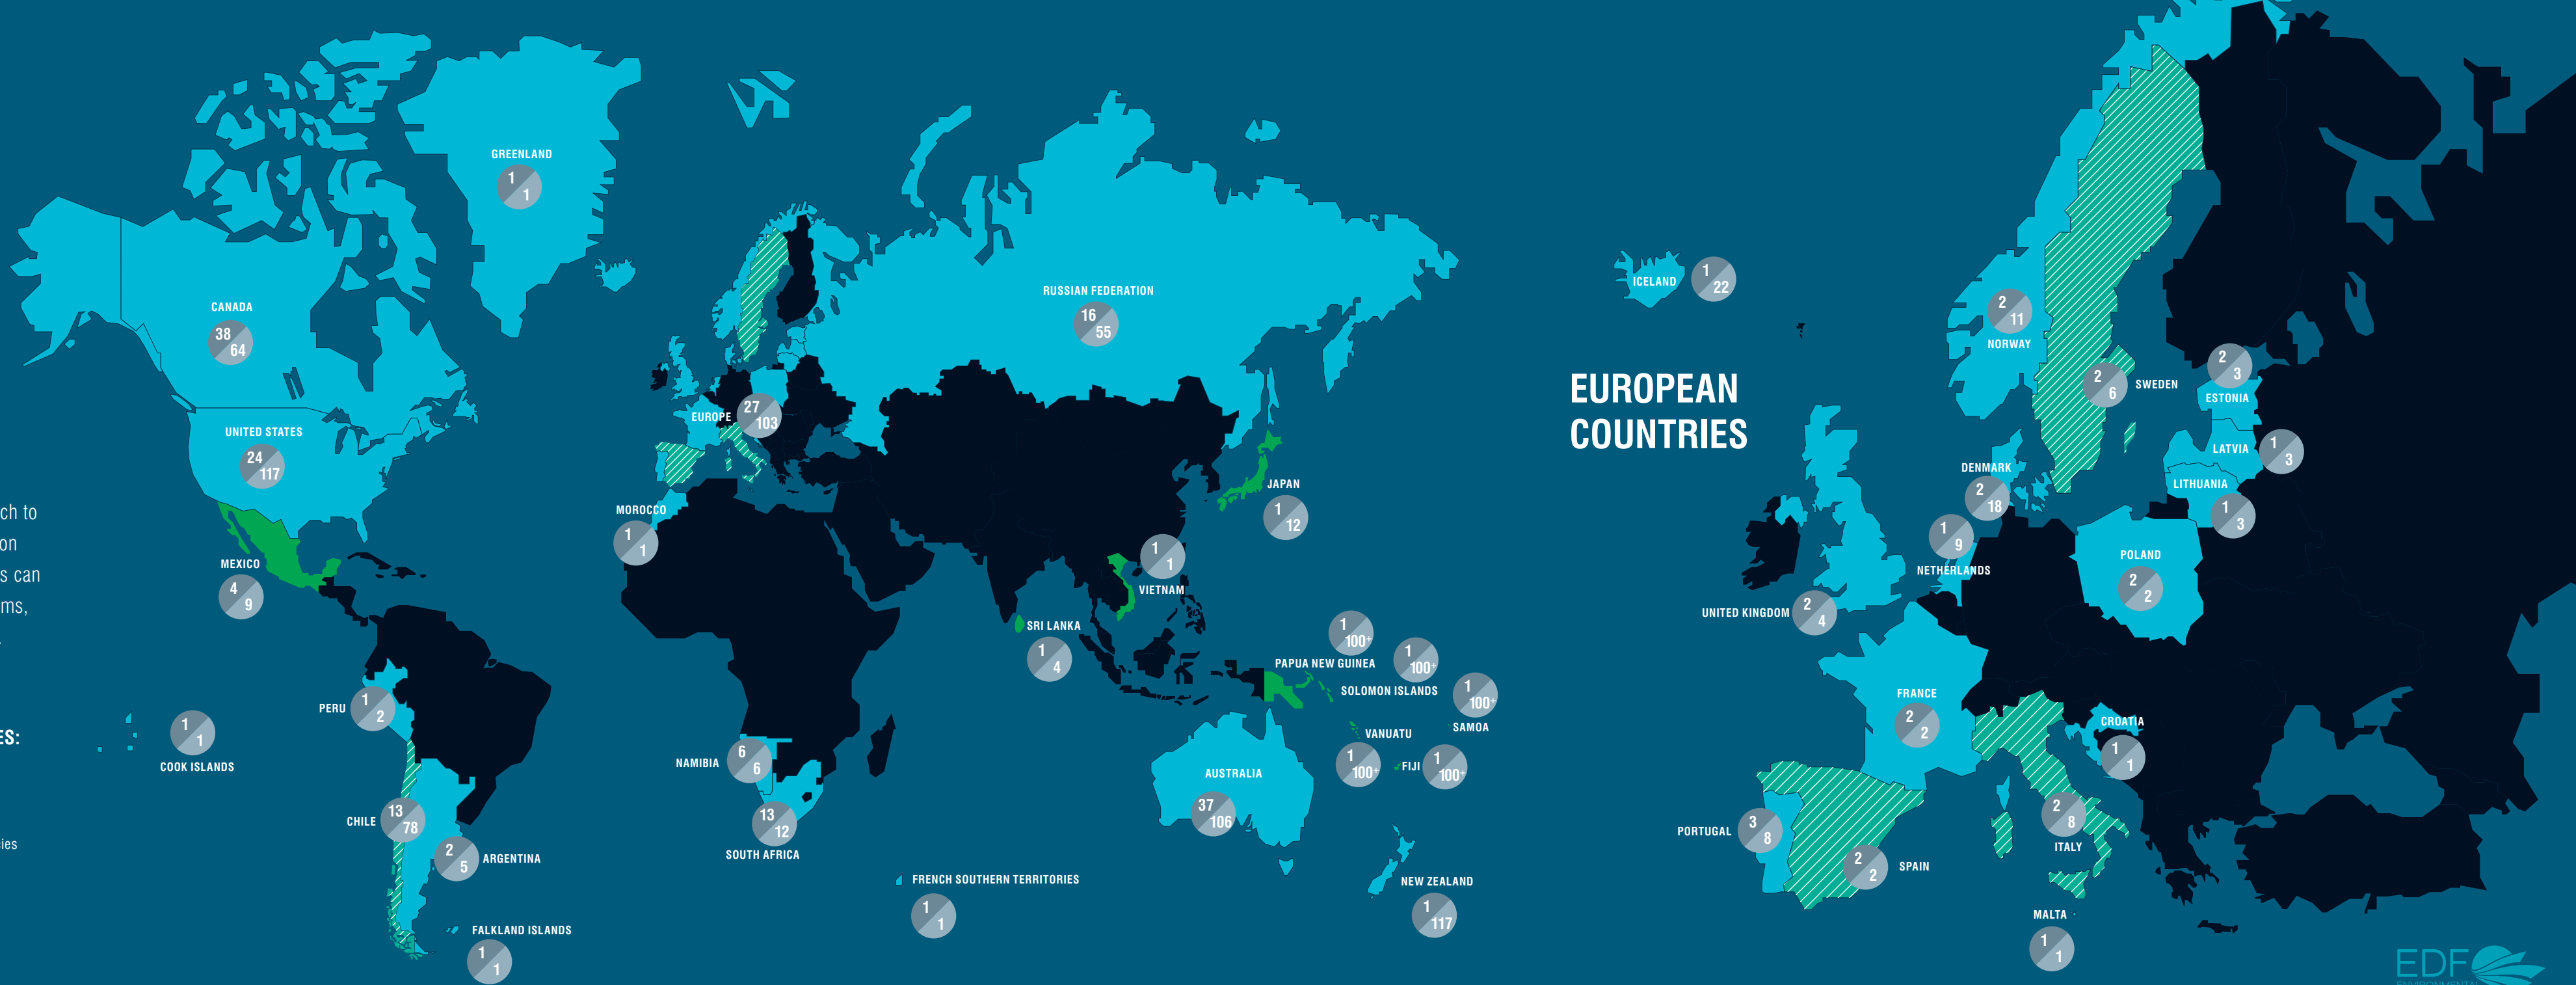 ch to
on
s can
ms,
ES:
ies
GREENLAND
1
1
CANADA
38
64
UNITED STATES
24
117
MEXICO
4
9
COOK ISLANDS
1
1
PERU
1
2
CHILE
13
78
ARGENTINA
2
5
FALKLAND ISLANDS
1
1
RUSSIAN FEDERATION
16
55
EUROPE
27
103
MOROCCO
1
1
NAMIBIA
6
6
SOUTH AFRICA
13
12
FRENCH SOUTHERN TERRITORIES
1
1
JAPAN
1
12
VIETNAM
1
1
SRI LANKA
1
4
PAPUA NEW GUINEA
1
100+
SOLOMON ISLANDS
1
100+
SAMOA
1
100+
VANUATU
1
100+
FIJI
1
100+
AUSTRALIA
37
106
NEW ZEALAND
1
117
EUROPEAN
COUNTRIES
ICELAND
1
22
NORWAY
2
11
SWEDEN
2
6
ESTONIA
2
3
LATVIA
1
3
LITHUANIA
1
3
DENMARK
2
18
NETHERLANDS
1
9
POLAND
2
2
UNITED KINGDOM
2
4
FRANCE
2
2
CROATIA
1
1
PORTUGAL
3
8
SPAIN
2
2
ITALY
2
8
MALTA
1
1
EDF